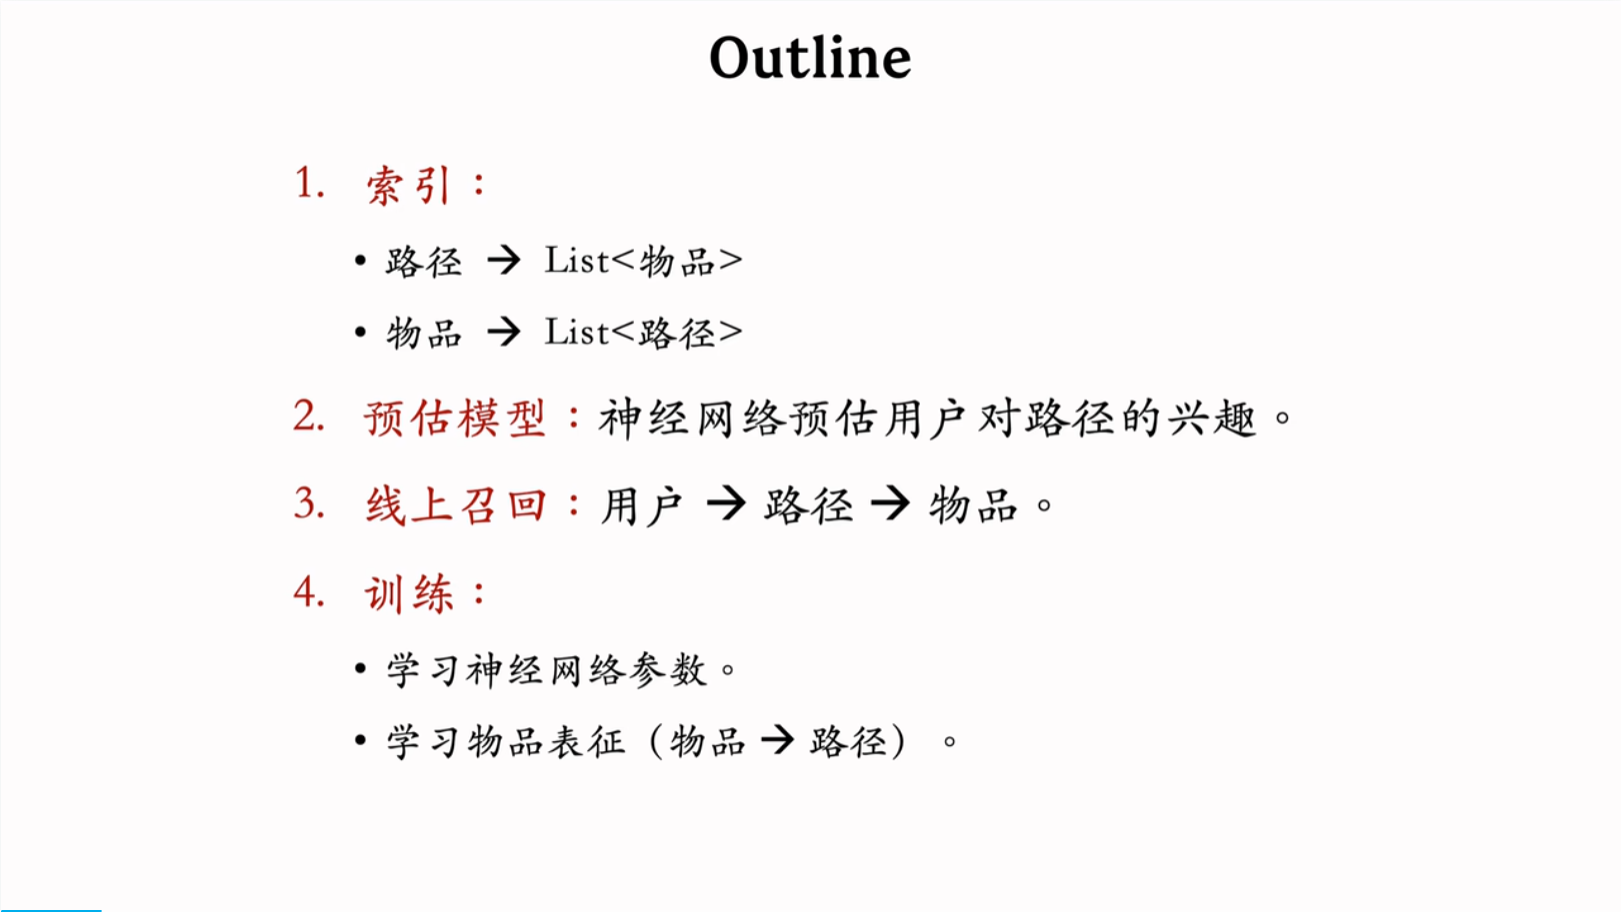 Outline
1. 索引：
• 路径 → List<物品>
• 物品 → List<路径>
2. 预估模型：神经网络预估用户对路径的兴趣。
3. 线上召回：用户 → 路径 → 物品。
4. 训练：
• 学习神经网络参数。
• 学习物品表征（物品 → 路径）。